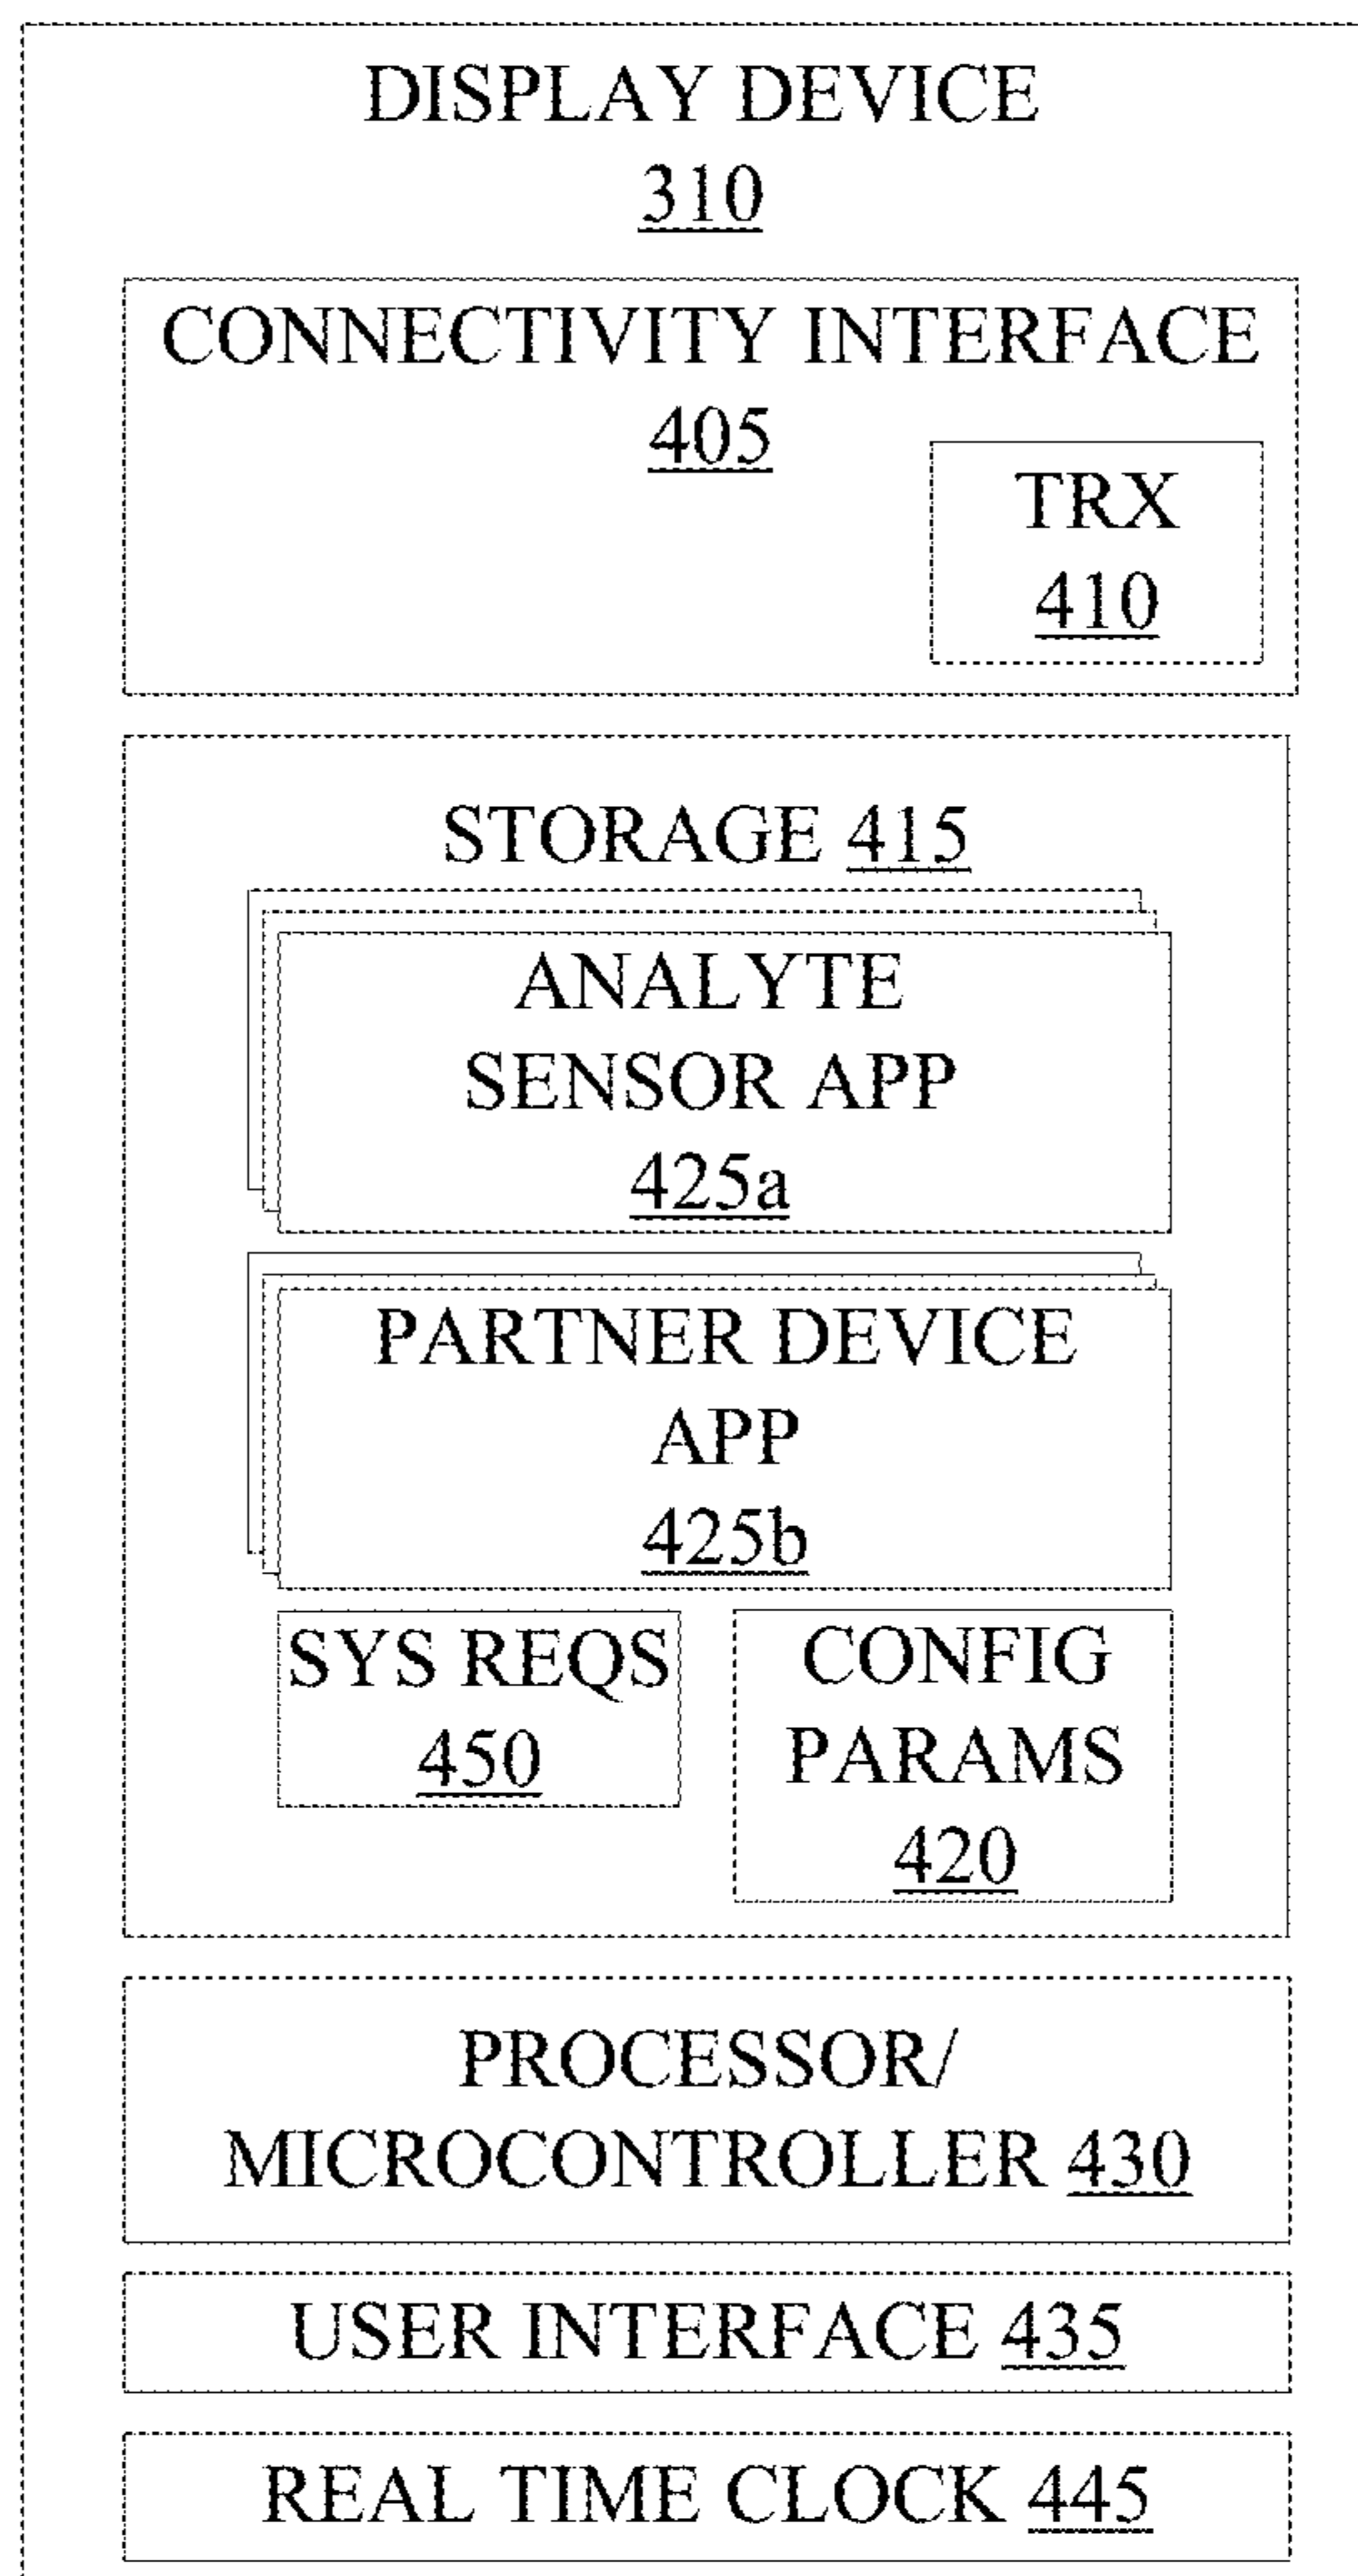 DISPLAY DEVICE
310
CONNECTIVITY INTERFACE
405
TRX
410
STORAGE 415
ANALYTE
SENSOR APP
425a
PARTNER DEVICE
APP
425b
SYS REQS
450
CONFIG
PARAMS
420
PROCESSOR/
MICROCONTROLLER 430
USER INTERFACE 435
REAL TIME CLOCK 445